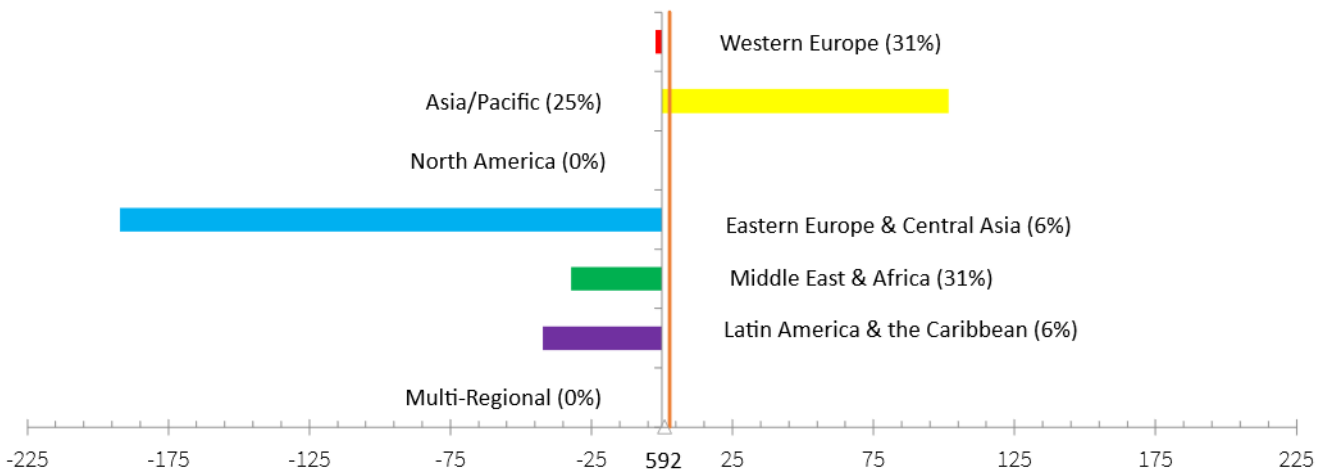 Western Europe (31%)
Asia/Pacific (25%)
North America (0%)
Eastern Europe & Central Asia (6%)
Middle East & Africa (31%)
Latin America & the Caribbean (6%)
Multi-Regional (0%)
-225 -175 -125 -75 -25 592 25 75 125 175 225